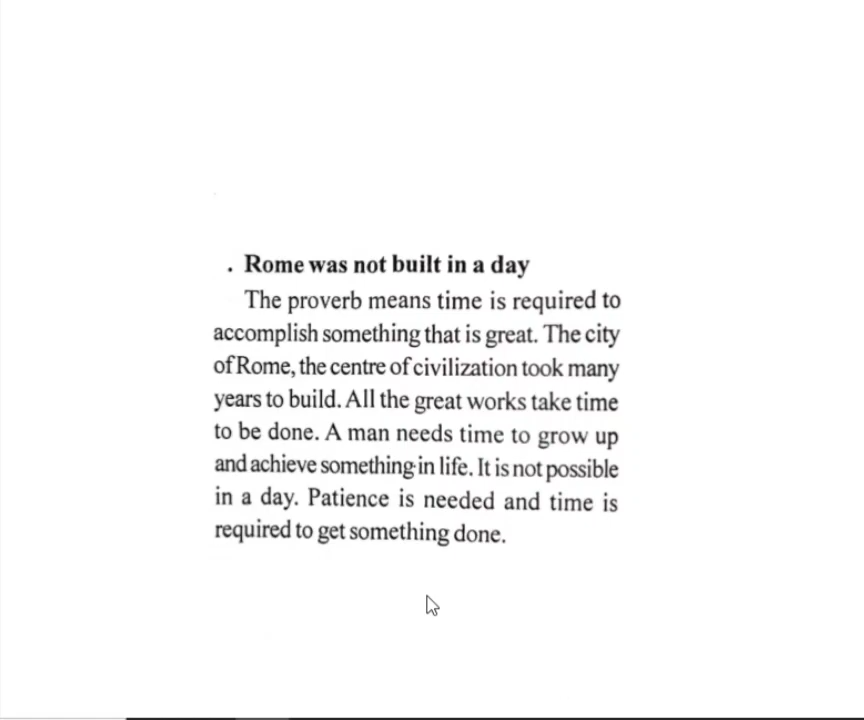 . Rome was not built in a day
The proverb means time is required to
accomplish something that is great. The city
of Rome, the centre of civilization took many
years to build. All the great works take time
to be done. A man needs time to grow up
and achieve something in life. It is not possible
in a day. Patience is needed and time is
required to get something done.